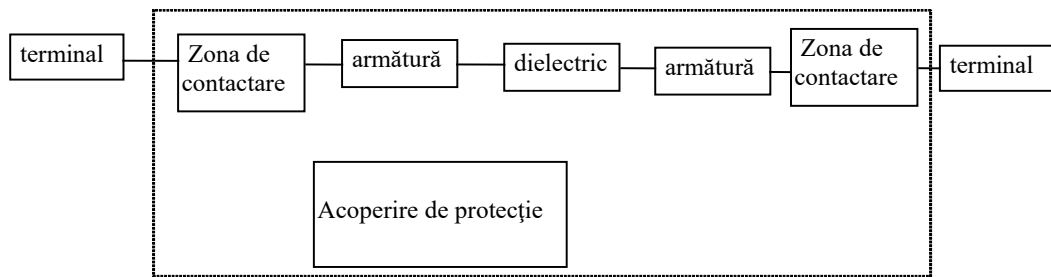 terminal
Zona de
contactare
armătură
dielectric
armătură
Zona de
contactare
terminal
Acoperire de protecţie